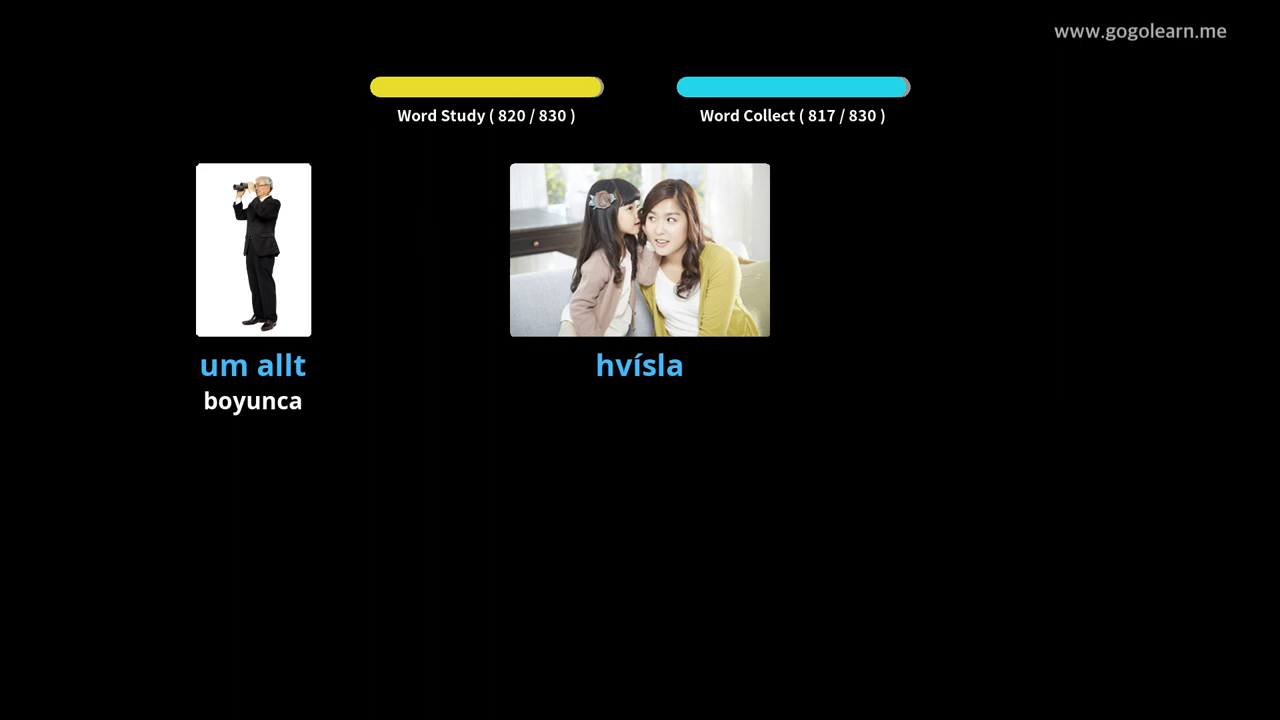 www.gogolearn.me
Word Study ( 820 / 830 )
Word Collect ( 817 / 830 )
um allt
boyunca
hvísla